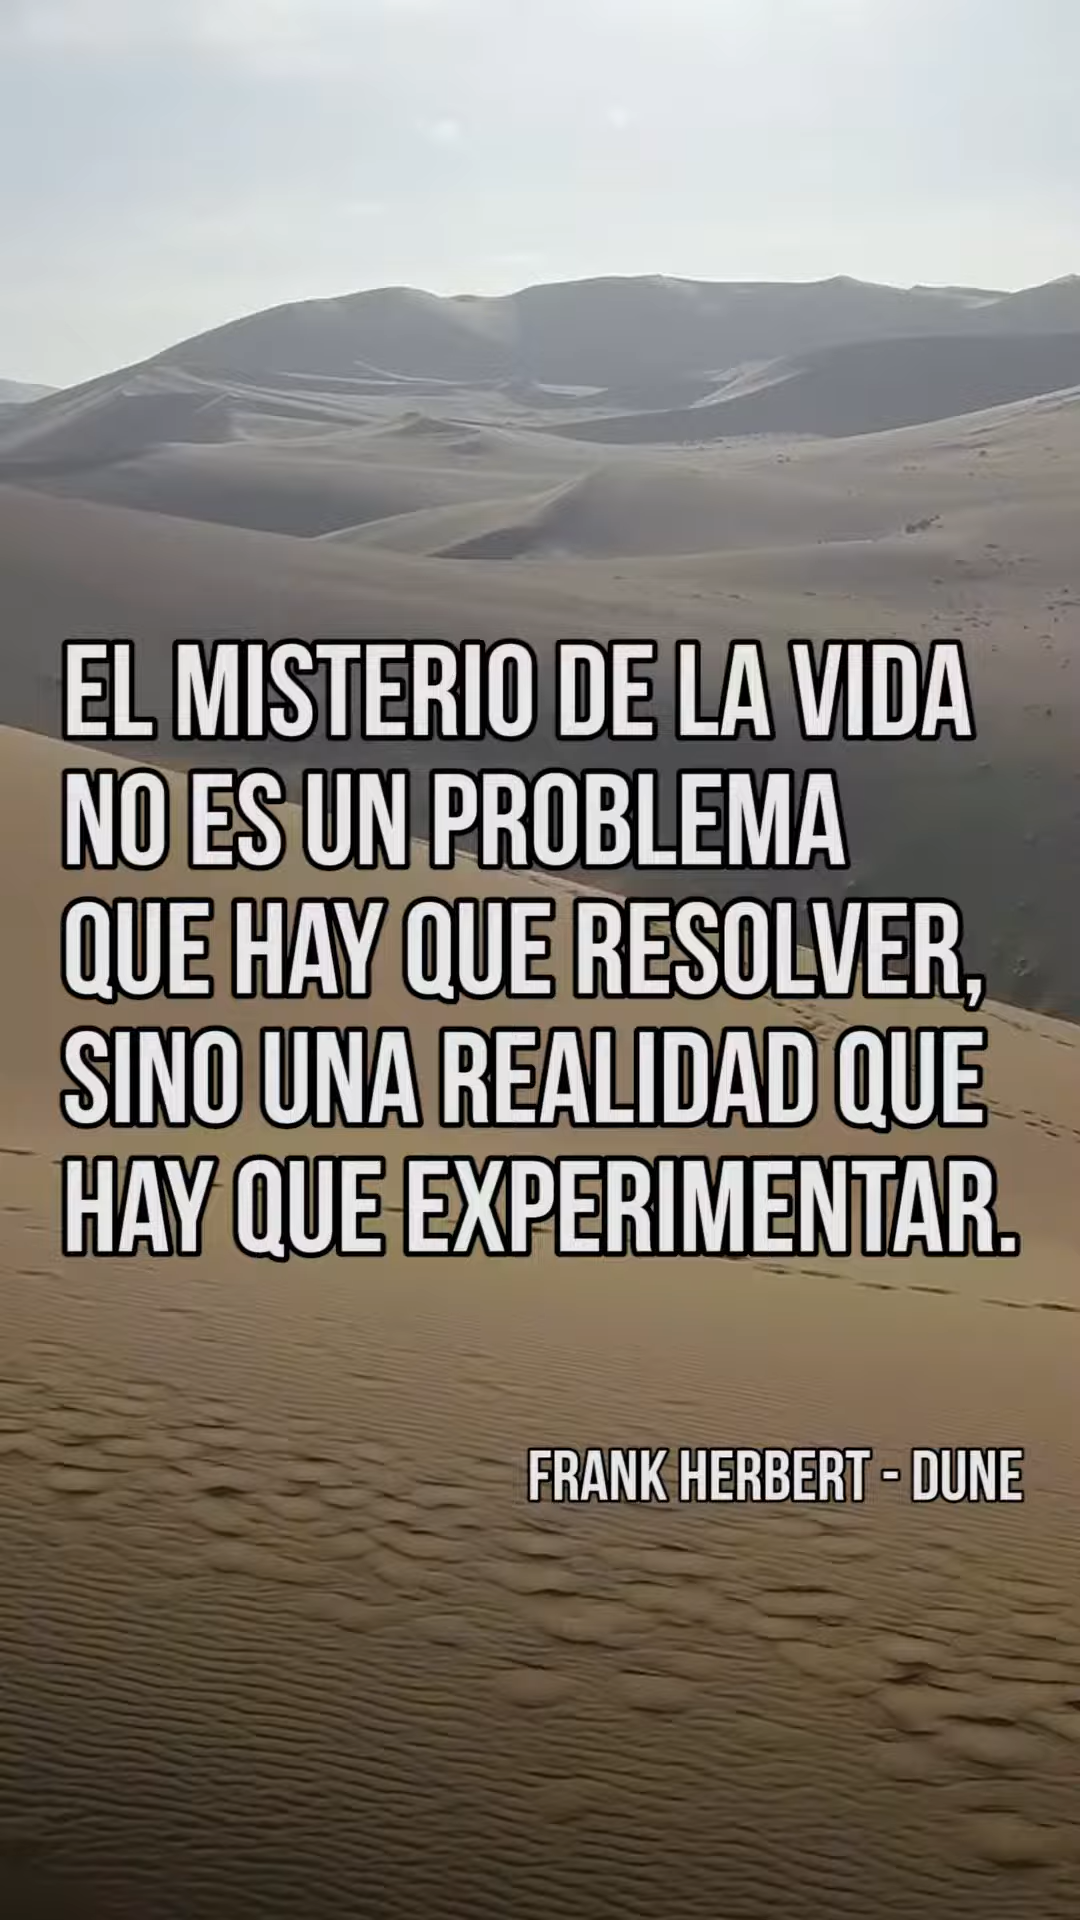 EL MISTERIO DE LA VIDA
NO ES UN PROBLEMA
QUE HAY QUE RESOLVER,
SINO UNA REALIDAD QUE
HAY QUE EXPERIMENTAR.
FRANK HERBERT - DUNE